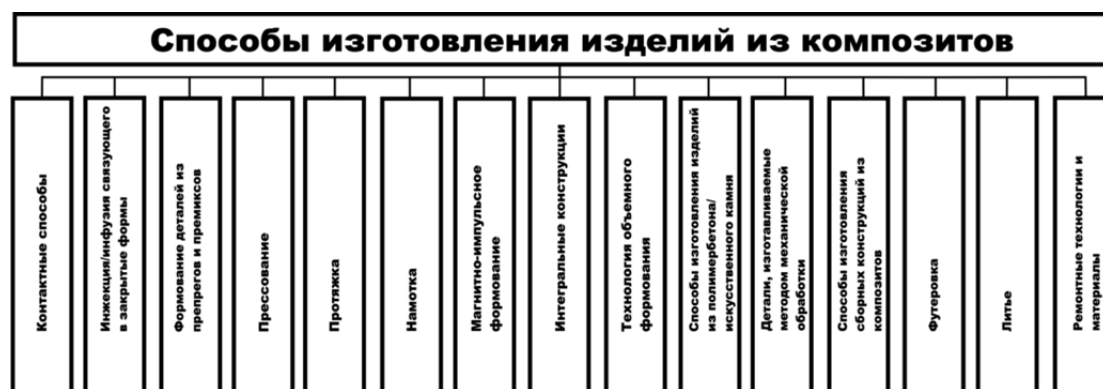 Способы изготовления изделий из композитов
Контактные способы
Инжекция/инфузия связующего
в закрытые формы
Формование деталей из
препрегов и премиксов
Прессование
Протяжка
Намотка
Магнитно-импульсное
формование
Интегральные конструкции
Технология объемного
формования
Способы изготовления изделий
из полимербетона/
искусственного камня
Детали, изготавливаемые
методом механической
обработки
Способы изготовления
сборных конструкций из
композитов
Футеровка
Литье
Ремонтные технологии и
материалы